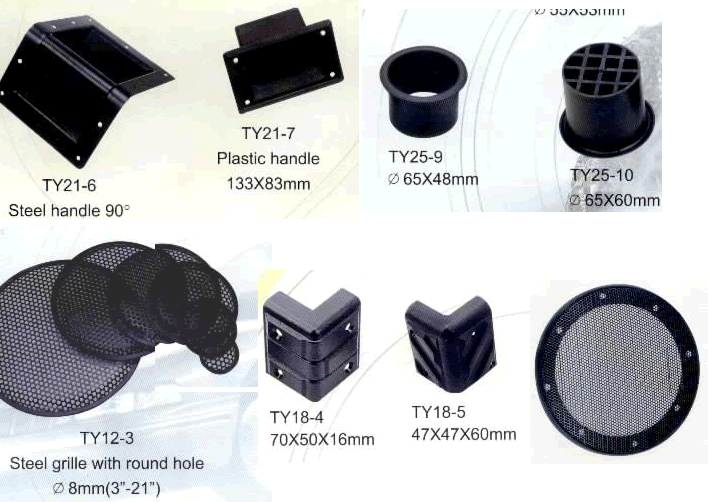 Ø 55X53mm
TY21-7
Plastic handle
133X83mm
TY21-6
Steel handle 90°
TY25-9
Ø 65X48mm
TY25-10
Ø 65X60mm
TY12-3
Steel grille with round hole
Ø 8mm(3"-21")
TY18-4
70X50X16mm
TY18-5
47X47X60mm